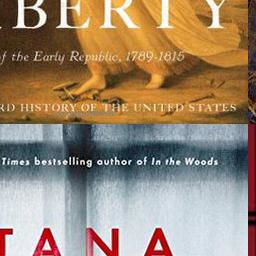 IBERTY
of the Early Republic, 1789-1815
RD HISTORY OF THE UNITED STATES
Times bestselling author of In the Woods
TANA